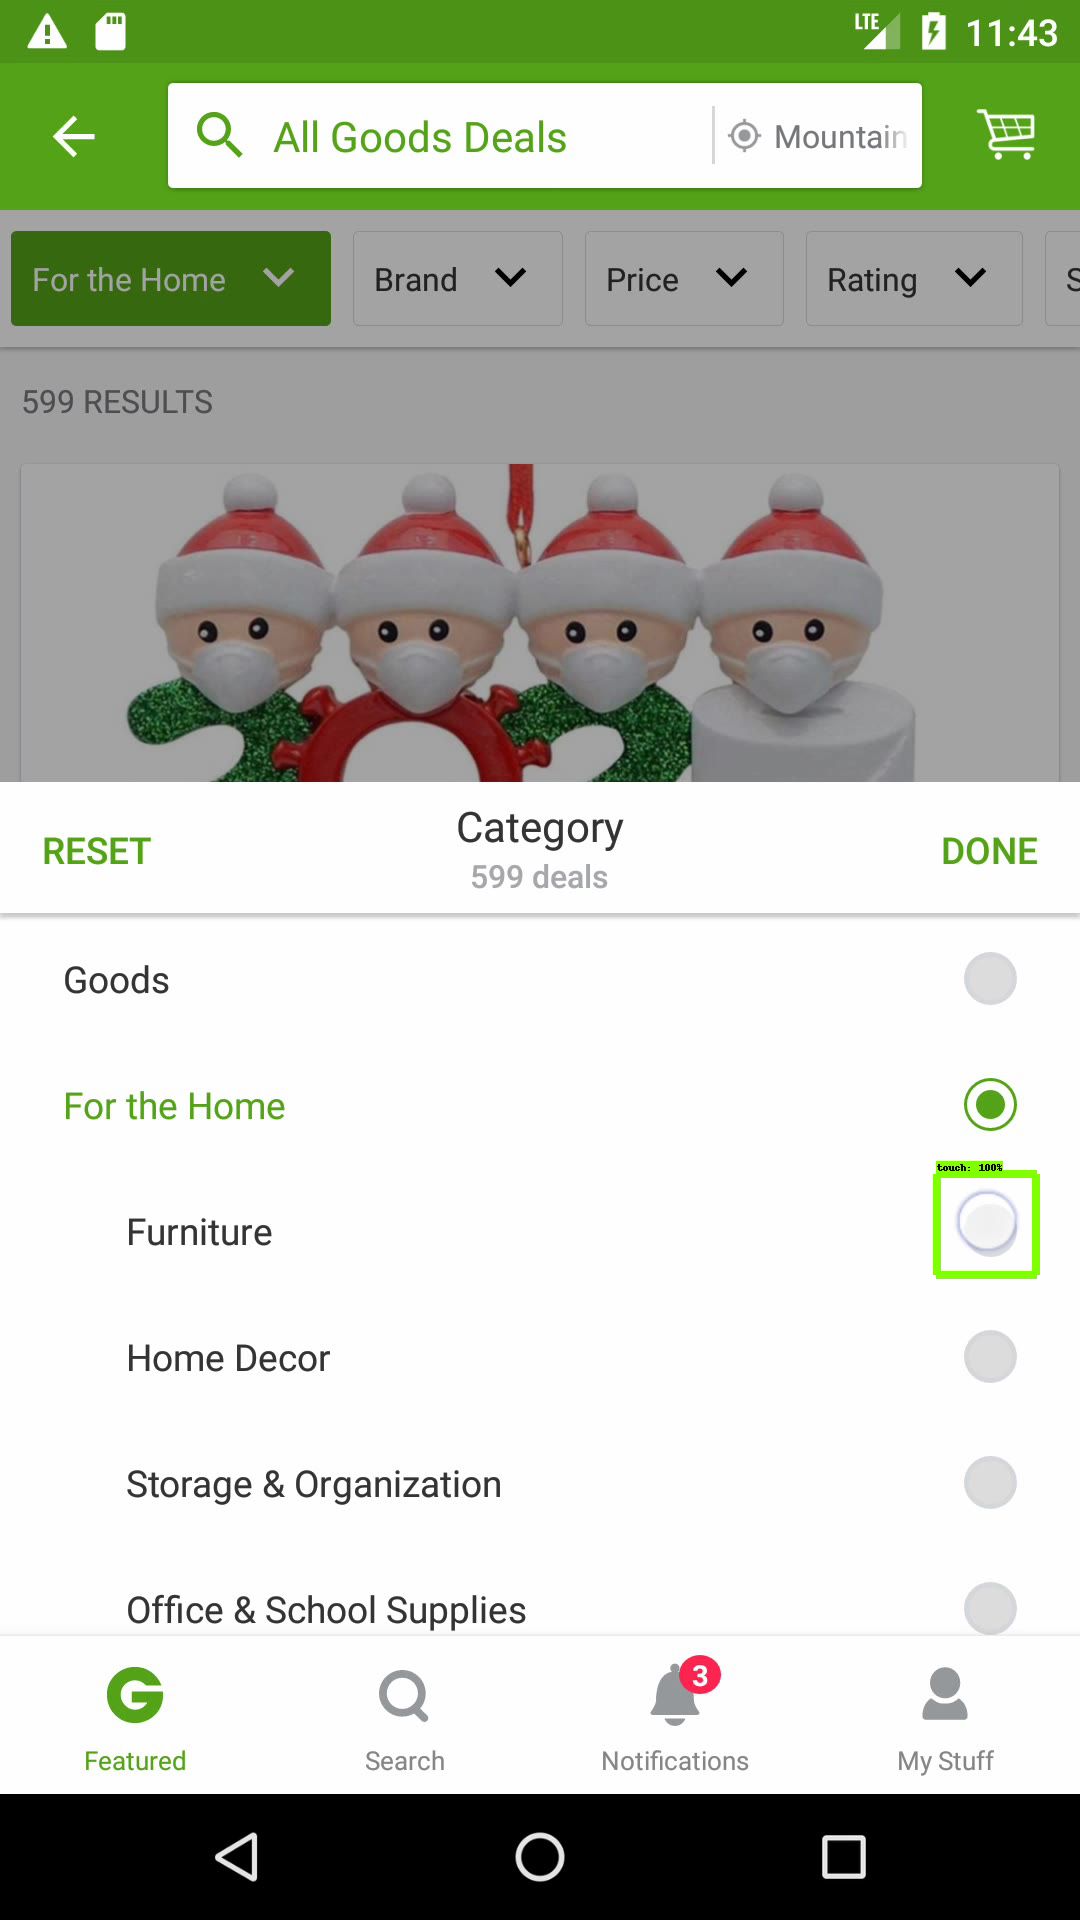 LTE 11:43
All Goods Deals Mountain
For the Home Brand Price Rating S
599 RESULTS
RESET Category DONE
599 deals
Goods
For the Home
touch: 100%
Furniture
Home Decor
Storage & Organization
Office & School Supplies
3
Featured Search Notifications My Stuff